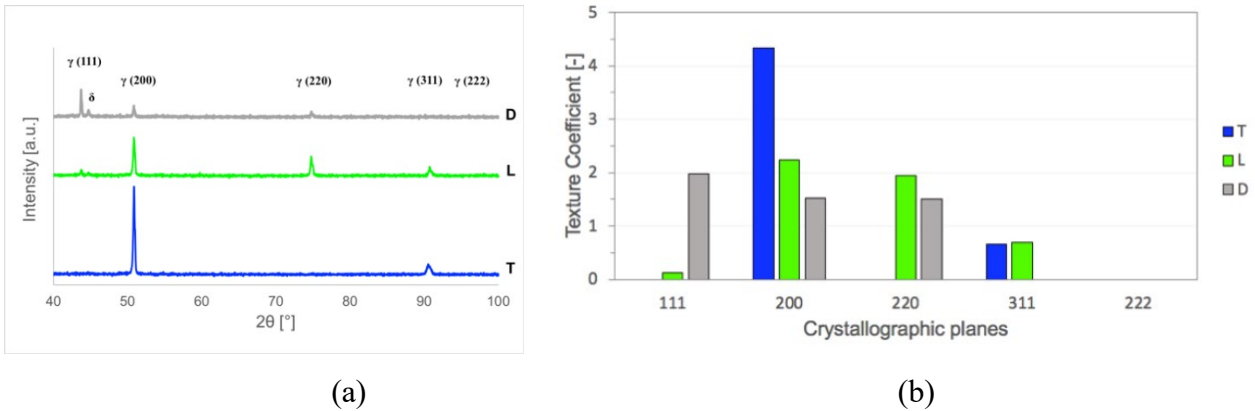 γ (111)
γ (200)
γ (220)
γ (311)
γ (222)
δ
D
L
T
Intensity [a.u.]
40 50 60 70 80 90 100
2θ [°]
(a)
5
4
3
2
1
0
Texture Coefficient [-]
111 200 220 311 222
Crystallographic planes
T
L
D
(b)